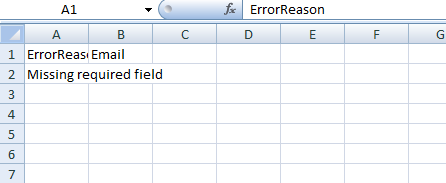 A1 fx ErrorReason
A B C D E F G
1 ErrorReas Email
2 Missing required field
3
4
5
6
7